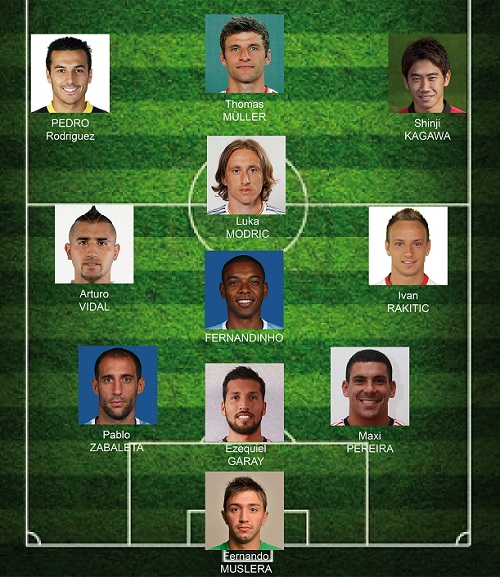 PEDRO
Rodriguez
Thomas
MÜLLER
Shinji
KAGAWA
Luka
MODRIC
Arturo
VIDAL
Ivan
RAKITIC
FERNANDINHO
Pablo
ZABALETA
Ezequiel
GARAY
Maxi
PEREIRA
Fernando
MUSLERA